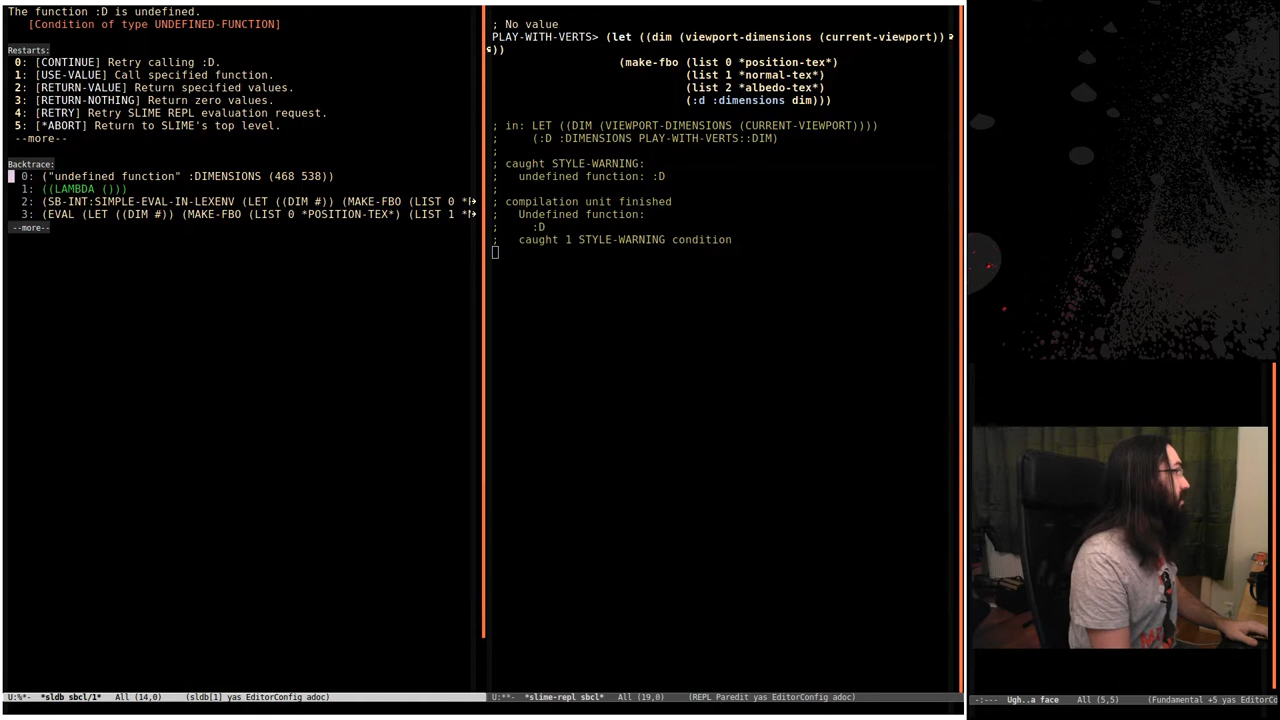 The function :D is undefined.
[Condition of type UNDEFINED-FUNCTION]
Restarts:
0: [CONTINUE] Retry calling :D.
1: [USE-VALUE] Call specified function.
2: [RETURN-VALUE] Return specified values.
3: [RETURN-NOTHING] Return zero values.
4: [RETRY] Retry SLIME REPL evaluation request.
5: [*ABORT] Return to SLIME's top level.
--more--
Backtrace:
0: ("undefined function" :DIMENSIONS (468 538))
1: ((LAMBDA ()))
2: (SB-INT:SIMPLE-EVAL-IN-LEXENV (LET ((DIM #)) (MAKE-FBO (LIST 0 *
3: (EVAL (LET ((DIM #)) (MAKE-FBO (LIST 0 *POSITION-TEX*) (LIST 1 *
--more--
U:%*- *sldb sbcl/1* All (14,0) (sldb[1] yas EditorConfig adoc)
; No value
PLAY-WITH-VERTS> (let ((dim (viewport-dimensions (current-viewport))
))
(make-fbo (list 0 *position-tex*)
(list 1 *normal-tex*)
(list 2 *albedo-tex*)
(:d :dimensions dim)))
; in: LET ((DIM (VIEWPORT-DIMENSIONS (CURRENT-VIEWPORT))))
; (:D :DIMENSIONS PLAY-WITH-VERTS::DIM)
;
; caught STYLE-WARNING:
; undefined function: :D
;
; compilation unit finished
; Undefined function:
; :D
; caught 1 STYLE-WARNING condition
U:**- *slime-repl sbcl* All (19,0) (REPL Paredit yas EditorConfig adoc)
-:--- Ugh..a face All (5,5) (Fundamental +5 yas EditorCo